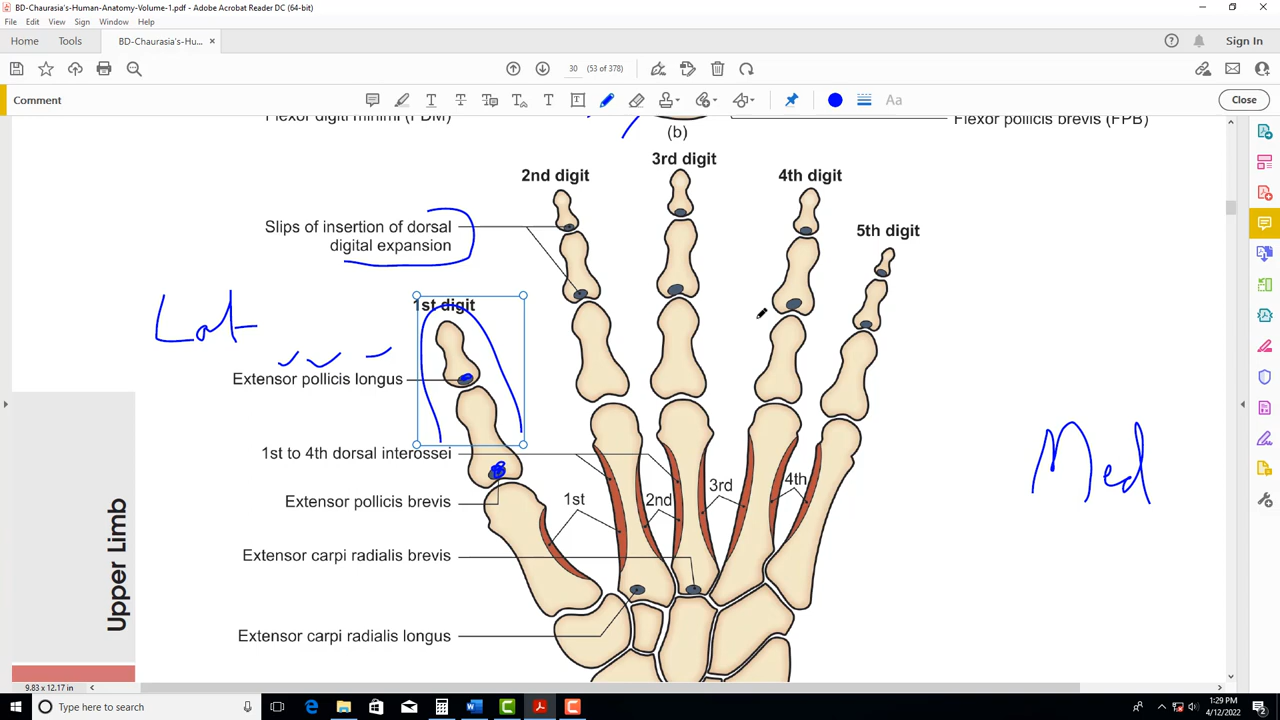 BD-Chaurasia's-Human-Anatomy-Volume-1.pdf - Adobe Acrobat Reader DC (64-bit)
File Edit View Sign Window Help
Home Tools BD-Chaurasia's-Hu... × Sign In
30 (53 of 378)
Comment Aa Close
Flexor digiti minimi (FDM) (b) Flexor pollicis brevis (FPB)
3rd digit
2nd digit 4th digit
Slips of insertion of dorsal
digital expansion
5th digit
1st digit
Lat
Extensor pollicis longus
Med
1st to 4th dorsal interossei
1st 2nd 3rd 4th
Extensor pollicis brevis
Extensor carpi radialis brevis
Upper Limb
Extensor carpi radialis longus
9.83 x 12.17 in
Type here to search
1:29 PM
4/12/2022
2